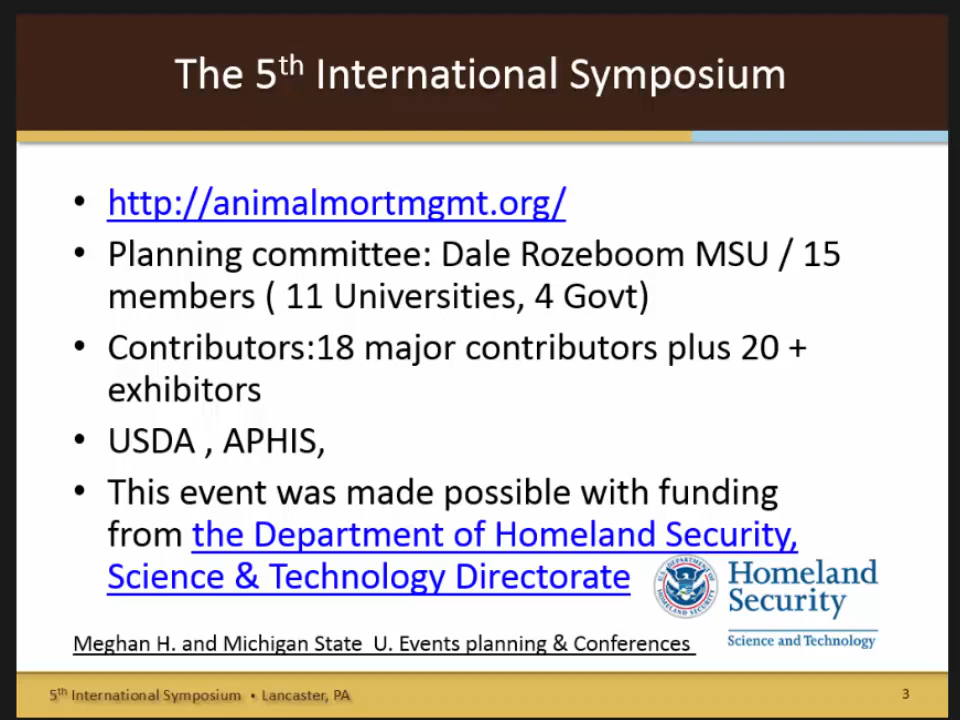 The 5th International Symposium
• http://animalmortmgmt.org/
• Planning committee: Dale Rozeboom MSU / 15
members ( 11 Universities, 4 Govt)
• Contributors:18 major contributors plus 20 +
exhibitors
• USDA , APHIS,
• This event was made possible with funding
from the Department of Homeland Security,
Science & Technology Directorate
Homeland
Security
Science and Technology
Meghan H. and Michigan State U. Events planning & Conferences
5th International Symposium • Lancaster, PA
3